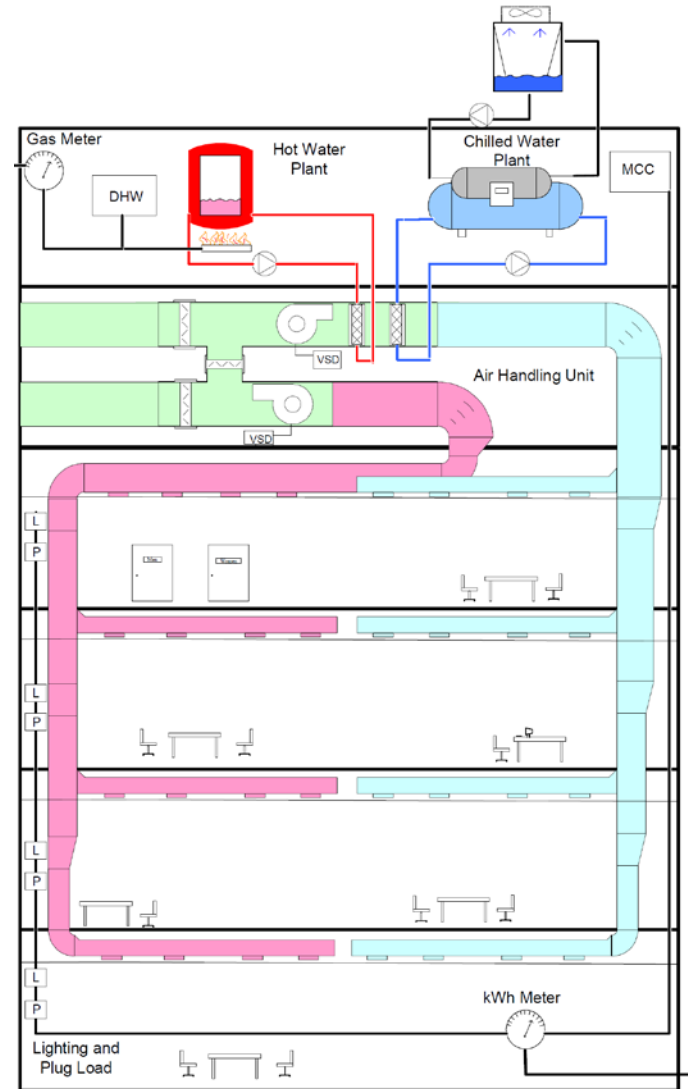 Gas Meter
Hot Water
Plant
Chilled Water
Plant
MCC
DHW
VSD
Air Handling Unit
VSD
L
P
L
P
L
P
L
P
kWh Meter
Lighting and
Plug Load